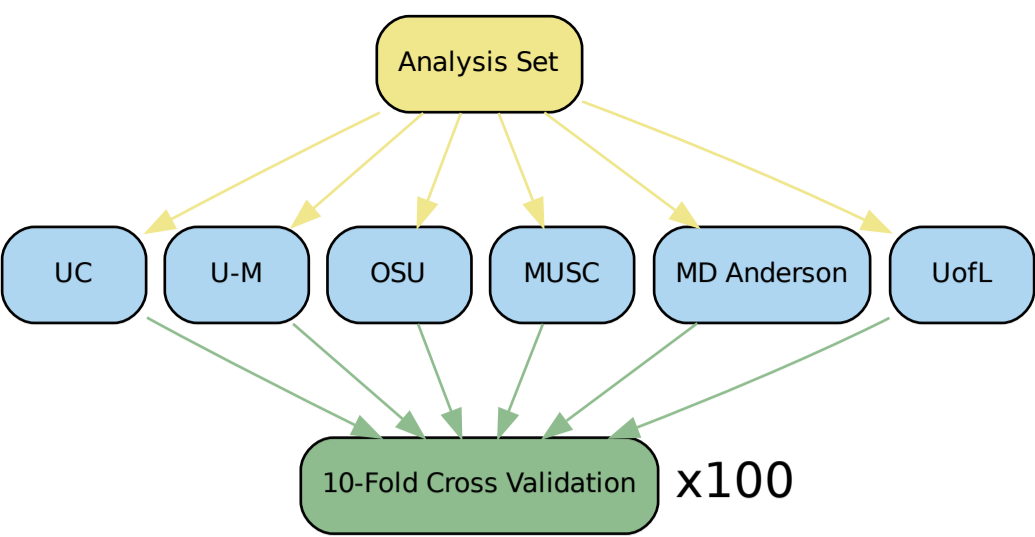 Analysis Set
UC
U-M
OSU
MUSC
MD Anderson
UofL
10-Fold Cross Validation
x100